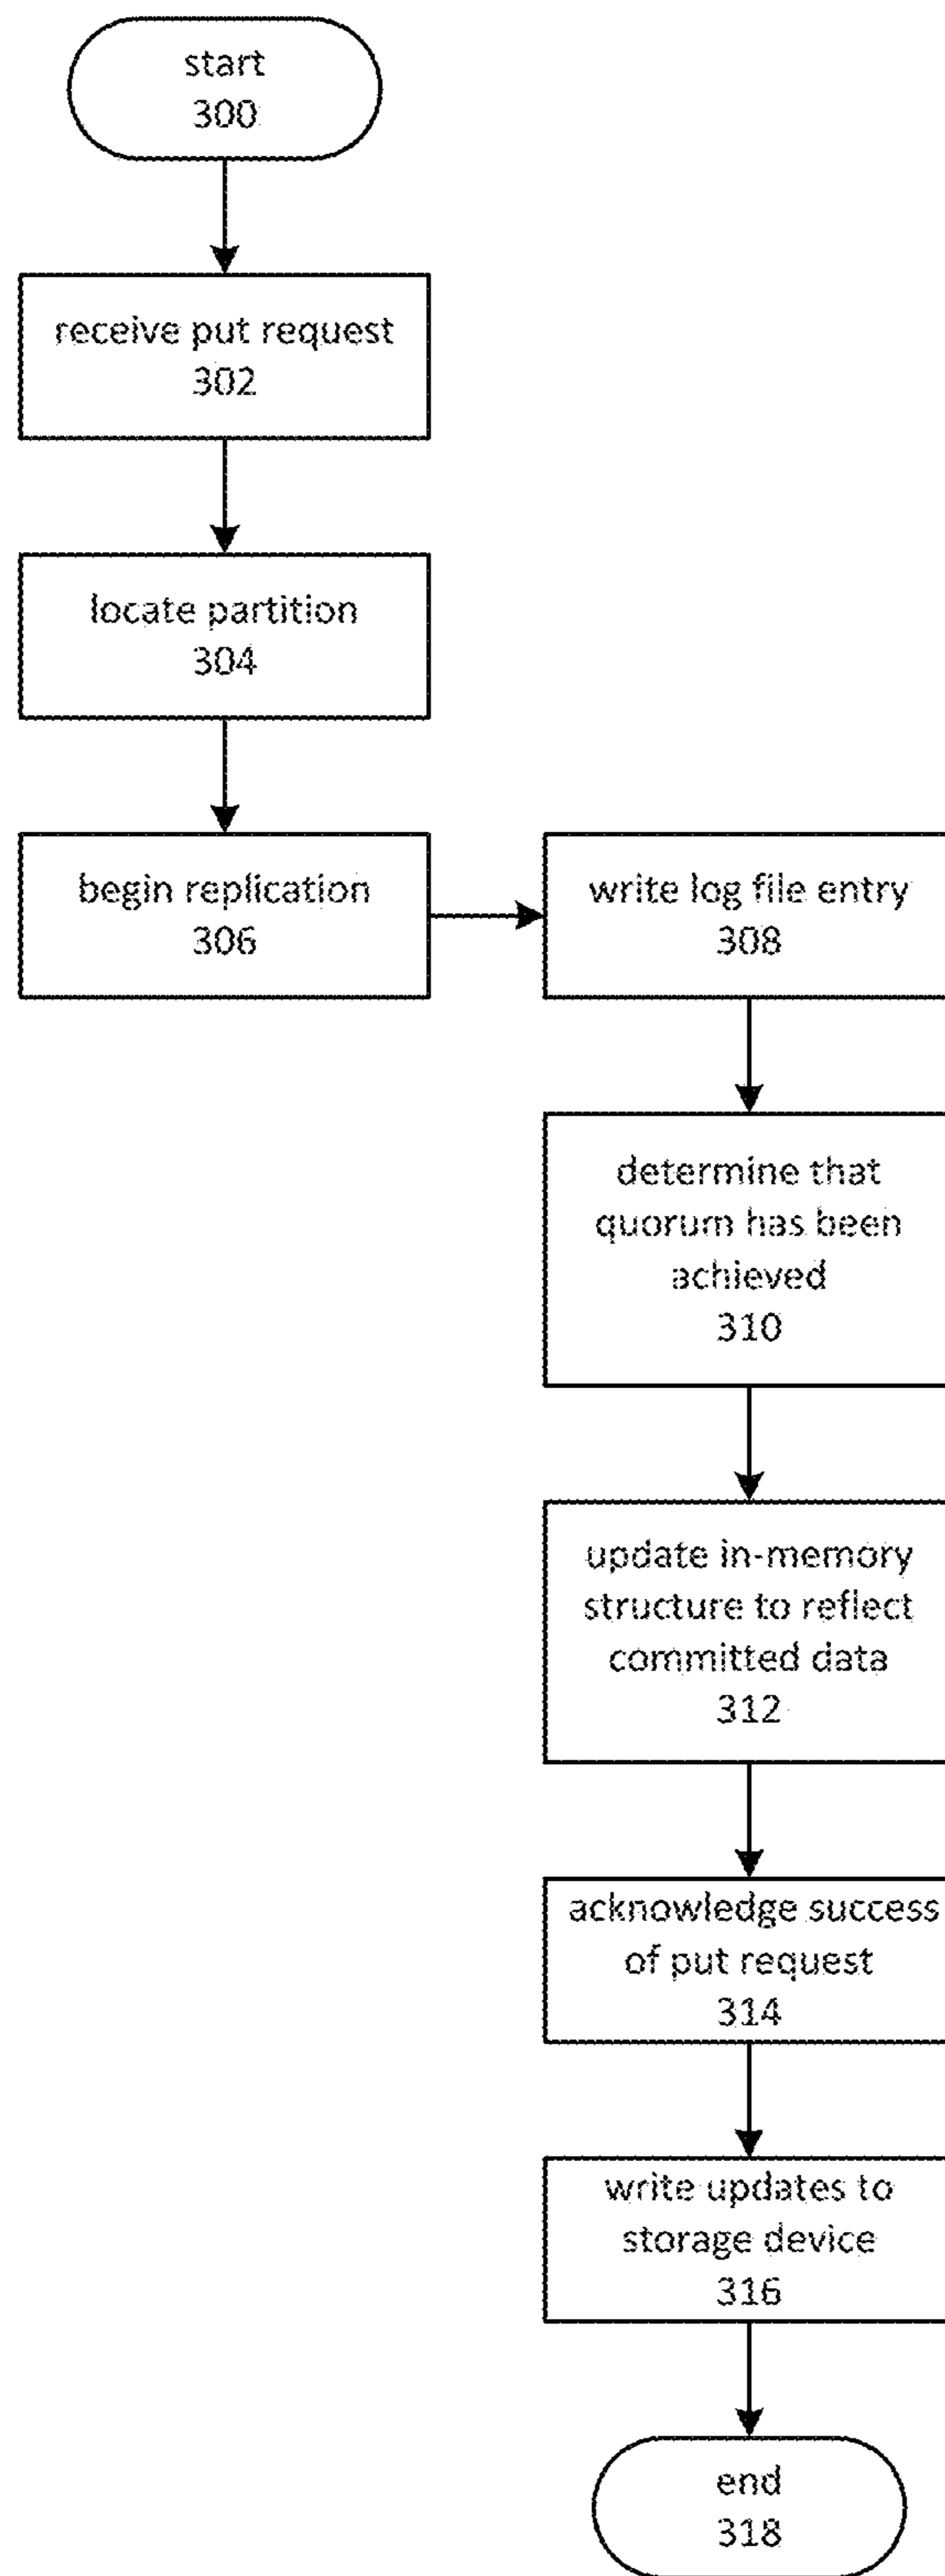 start
300
receive put request
302
locate partition
304
begin replication
306
write log file entry
308
determine that
quorum has been
achieved
310
update in-memory
structure to reflect
committed data
312
acknowledge success
of put request
314
write updates to
storage device
316
end
318